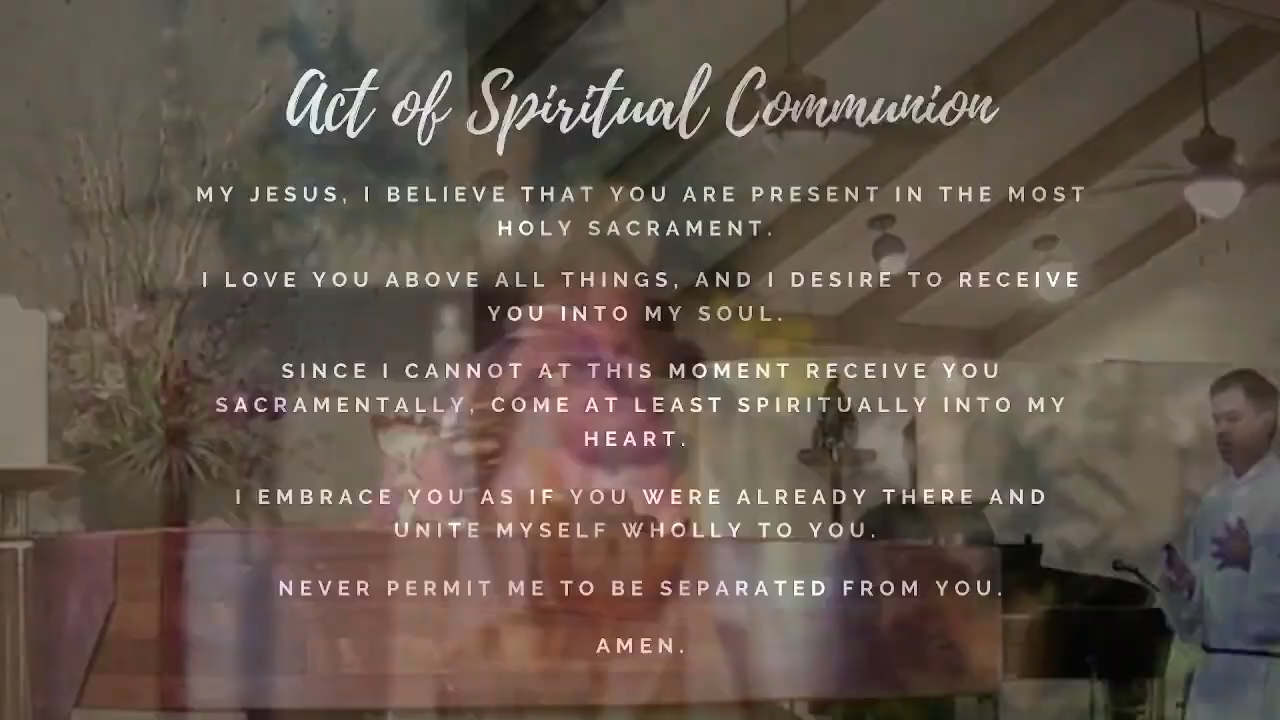 Act of Spiritual Communion
MY JESUS, I BELIEVE THAT YOU ARE PRESENT IN THE MOST
HOLY SACRAMENT.
I LOVE YOU ABOVE ALL THINGS, AND I DESIRE TO RECEIVE
YOU INTO MY SOUL.
SINCE I CANNOT AT THIS MOMENT RECEIVE YOU
SACRAMENTALLY, COME AT LEAST SPIRITUALLY INTO MY
HEART.
I EMBRACE YOU AS IF YOU WERE ALREADY THERE AND
UNITE MYSELF WHOLLY TO YOU.
NEVER PERMIT ME TO BE SEPARATED FROM YOU.
AMEN.